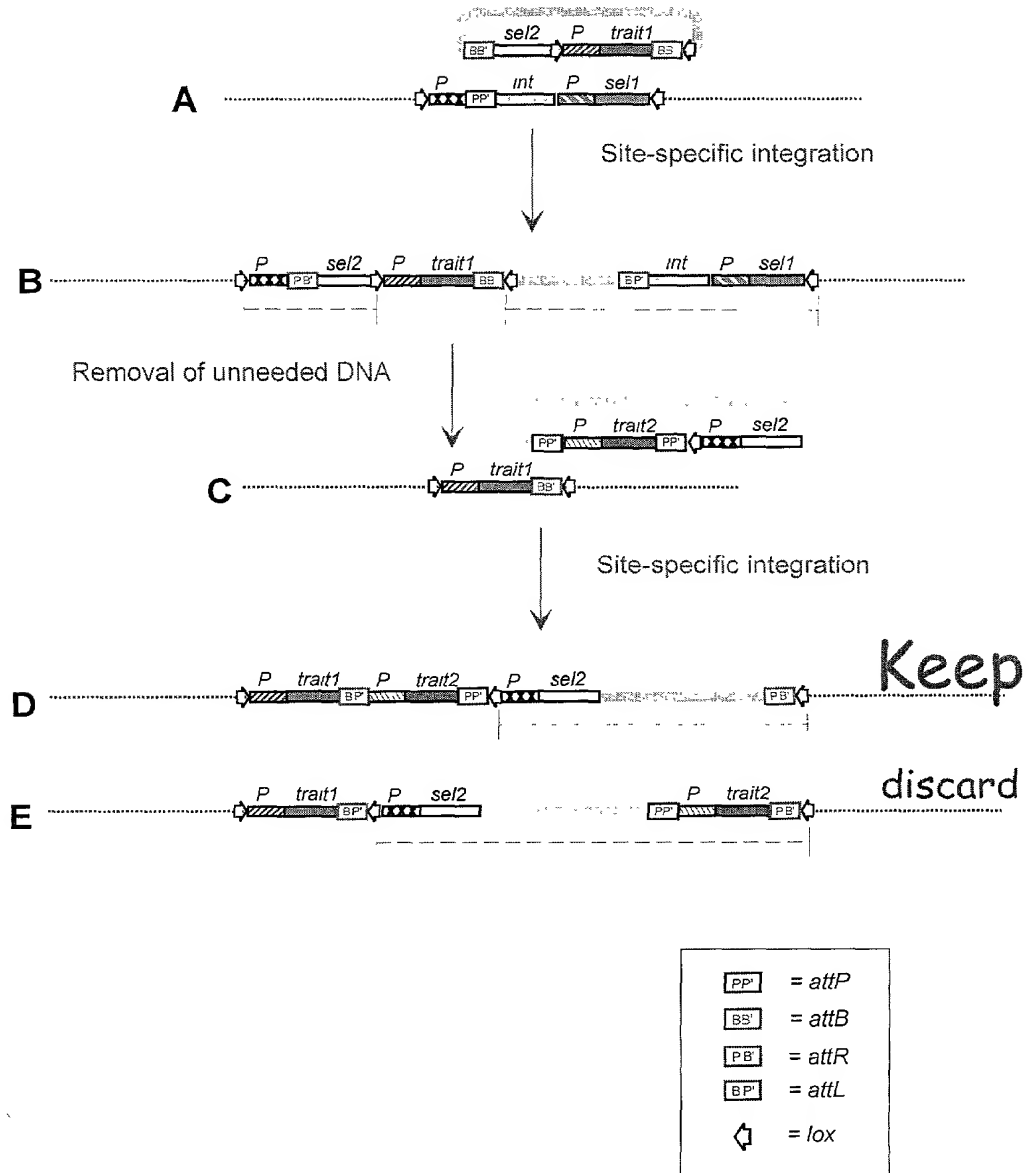 sel2 P trait1
BB' BB
P int P sel1
A PP'
Site-specific integration
P sel2 P trait1 int P sel1
B PB' BB BP'
Removal of unneeded DNA
P trait2 P sel2
PP' PP'
P trait1
C BB'
Site-specific integration
Keep
P trait1 P trait2 P sel2
D BP' PP' PB'
discard
P trait1 P sel2 P trait2
E BP' PP' PB'
PP' = attP
BB' = attB
PB' = attR
BP' = attL
= lox